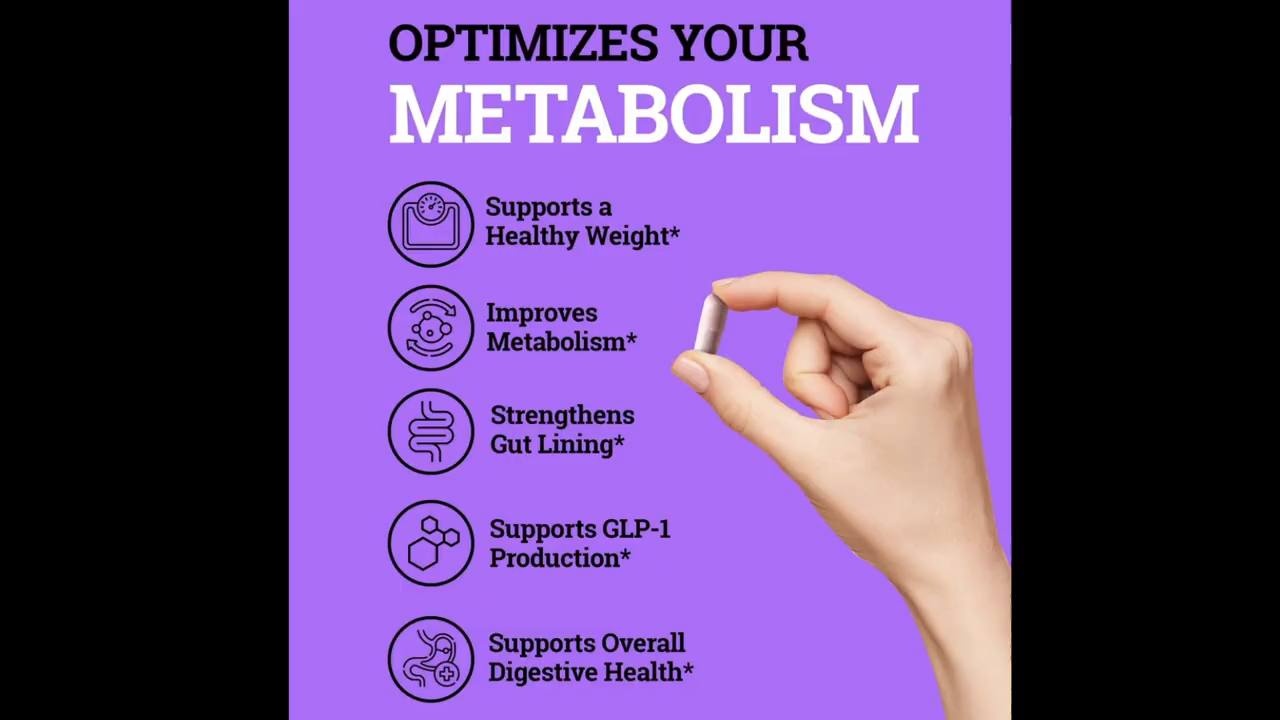 OPTIMIZES YOUR
METABOLISM
Supports a
Healthy Weight*
Improves
Metabolism*
Strengthens
Gut Lining*
Supports GLP-1
Production*
Supports Overall
Digestive Health*